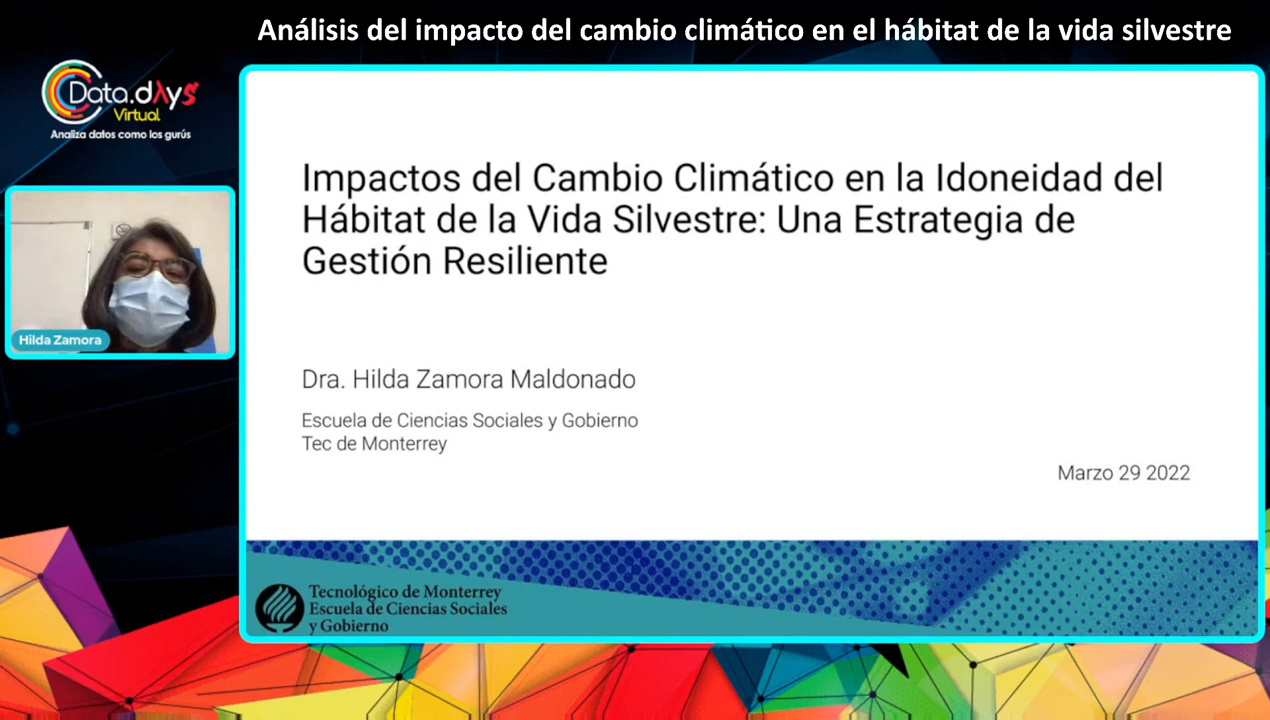 Análisis del impacto del cambio climático en el hábitat de la vida silvestre
Data.dλys
Virtual
Analiza datos como los gurús
Hilda Zamora
Impactos del Cambio Climático en la Idoneidad del
Hábitat de la Vida Silvestre: Una Estrategia de
Gestión Resiliente
Dra. Hilda Zamora Maldonado
Escuela de Ciencias Sociales y Gobierno
Tec de Monterrey
Marzo 29 2022
Tecnológico de Monterrey
Escuela de Ciencias Sociales
y Gobierno